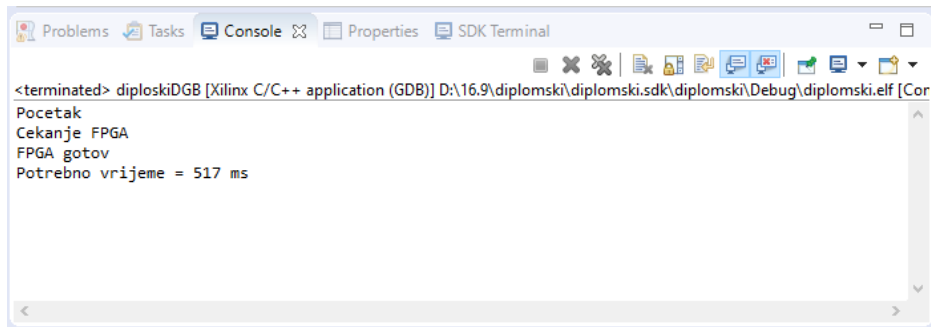 Problems Tasks Console Properties SDK Terminal
<terminated> diploskiDGB [Xilinx C/C++ application (GDB)] D:\16.9\diplomski\diplomski.sdk\diplomski\Debug\diplomski.elf [Cor
Pocetak
Cekanje FPGA
FPGA gotov
Potrebno vrijeme = 517 ms